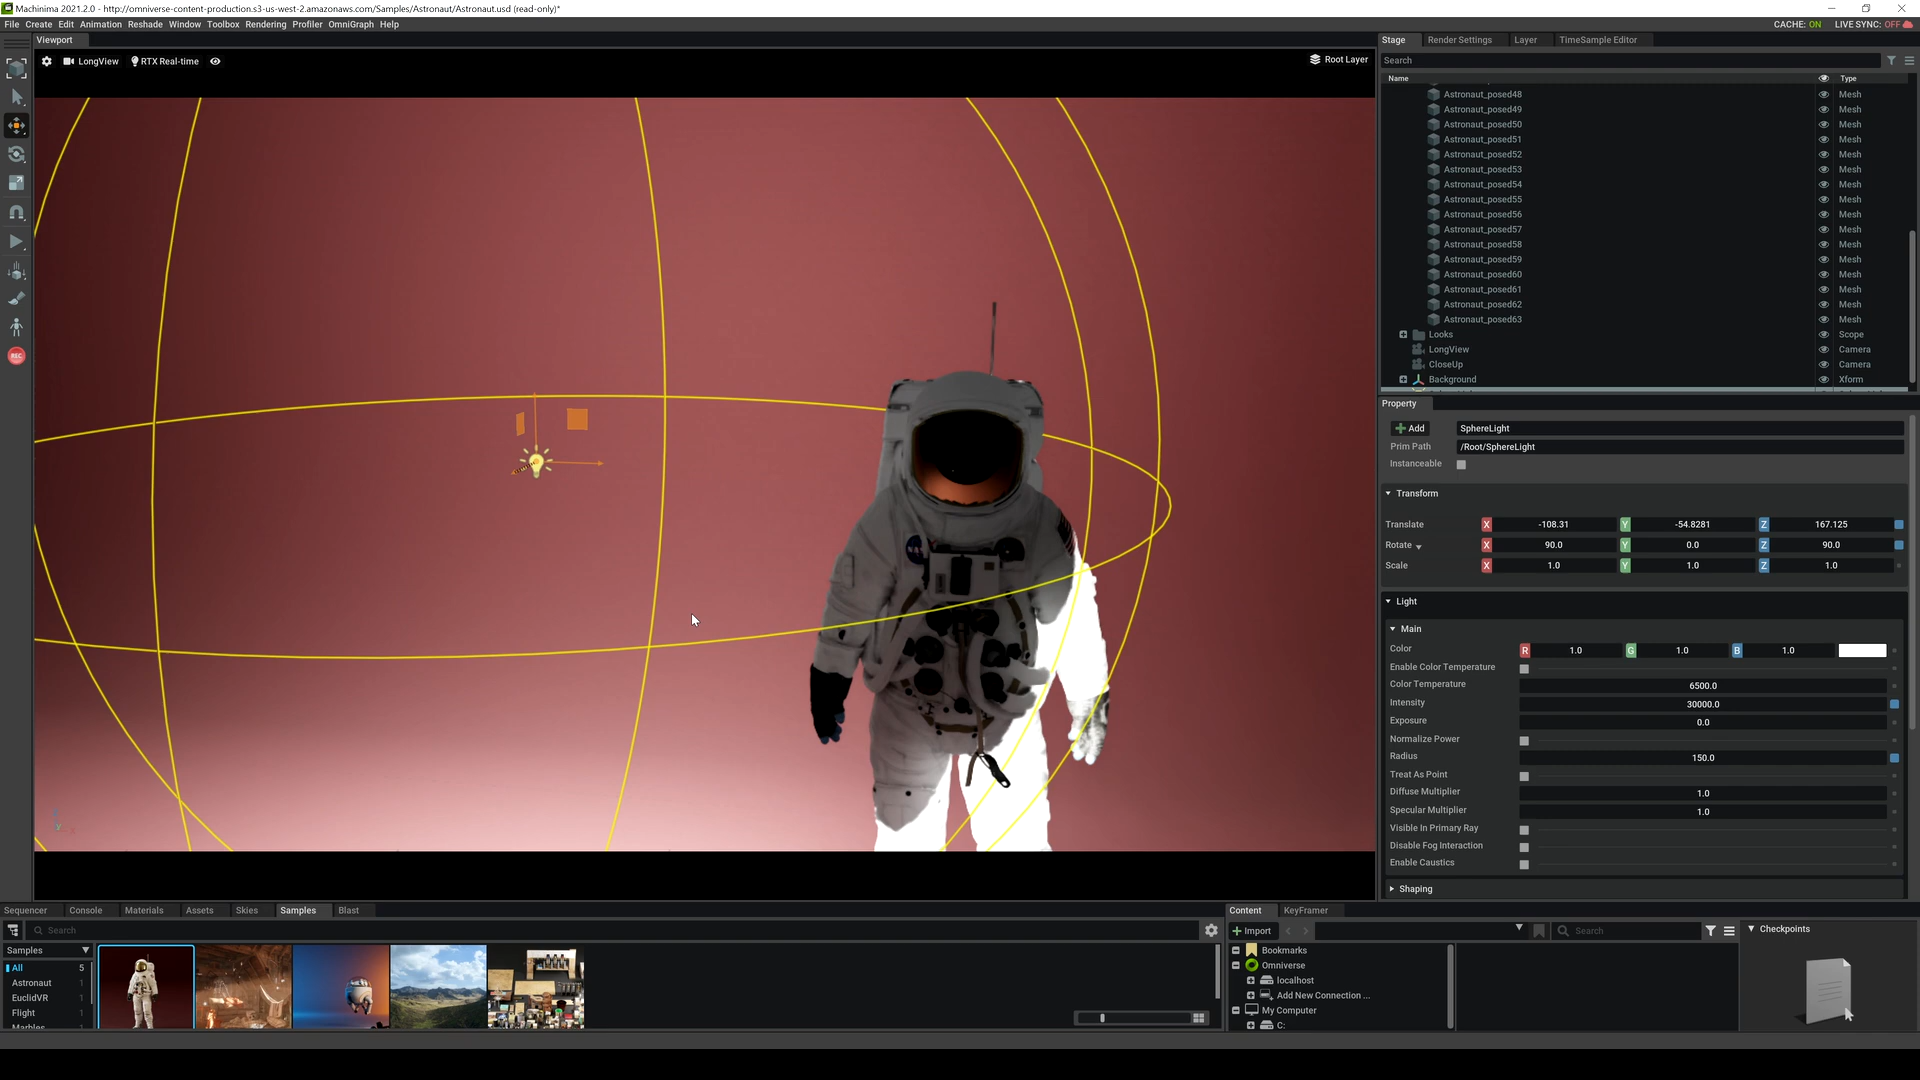 Machinima 2021.2.0 - http://omniverse-content-production.s3-us-west-2.amazonaws.com/Samples/Astronaut/Astronaut.usd (read-only)*
File Create Edit Animation Reshade Window Toolbox Rendering Profiler OmniGraph Help CACHE: ON LIVE SYNC: OFF
Viewport
LongView RTX Real-time Root Layer
REC
Stage Render Settings Layer TimeSample Editor
Search
Name Type
Astronaut_posed48 Mesh
Astronaut_posed49 Mesh
Astronaut_posed50 Mesh
Astronaut_posed51 Mesh
Astronaut_posed52 Mesh
Astronaut_posed53 Mesh
Astronaut_posed54 Mesh
Astronaut_posed55 Mesh
Astronaut_posed56 Mesh
Astronaut_posed57 Mesh
Astronaut_posed58 Mesh
Astronaut_posed59 Mesh
Astronaut_posed60 Mesh
Astronaut_posed61 Mesh
Astronaut_posed62 Mesh
Astronaut_posed63 Mesh
Looks Scope
LongView Camera
CloseUp Camera
Background Xform
Property
Add SphereLight
Prim Path /Root/SphereLight
Instanceable
Transform
Translate X -108.31 Y -54.8281 Z 167.125
Rotate X 90.0 Y 0.0 Z 90.0
Scale X 1.0 Y 1.0 Z 1.0
Light
Main
Color R 1.0 G 1.0 B 1.0
Enable Color Temperature
Color Temperature 6500.0
Intensity 30000.0
Exposure 0.0
Normalize Power
Radius 150.0
Treat As Point
Diffuse Multiplier 1.0
Specular Multiplier 1.0
Visible In Primary Ray
Disable Fog Interaction
Enable Caustics
Shaping
Sequencer Console Materials Assets Skies Samples Blast
Search
Samples
All 5
Astronaut 1
EuclidVR 1
Flight 1
Marbles
Content KeyFramer
Import Search
Bookmarks
Omniverse
localhost
Add New Connection ...
My Computer
C:
Checkpoints